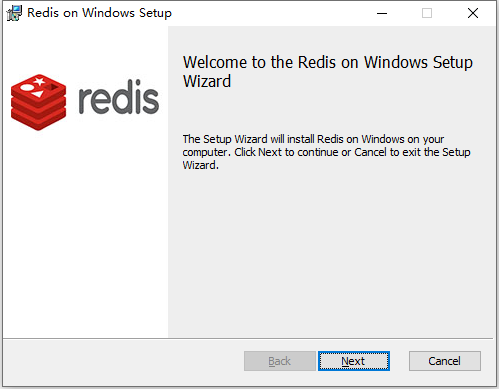 Redis on Windows Setup
redis
Welcome to the Redis on Windows Setup
Wizard
The Setup Wizard will install Redis on Windows on your
computer. Click Next to continue or Cancel to exit the Setup
Wizard.
Back
Next
Cancel